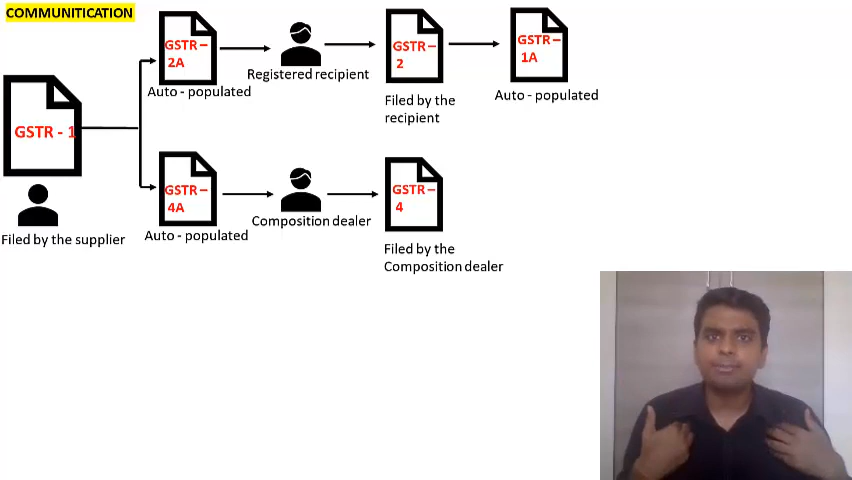 COMMUNITICATION
GSTR - 1
Filed by the supplier
GSTR –
2A
Auto - populated
Registered recipient
GSTR –
2
Filed by the
recipient
GSTR –
1A
Auto - populated
GSTR –
4A
Auto - populated
Composition dealer
GSTR –
4
Filed by the
Composition dealer